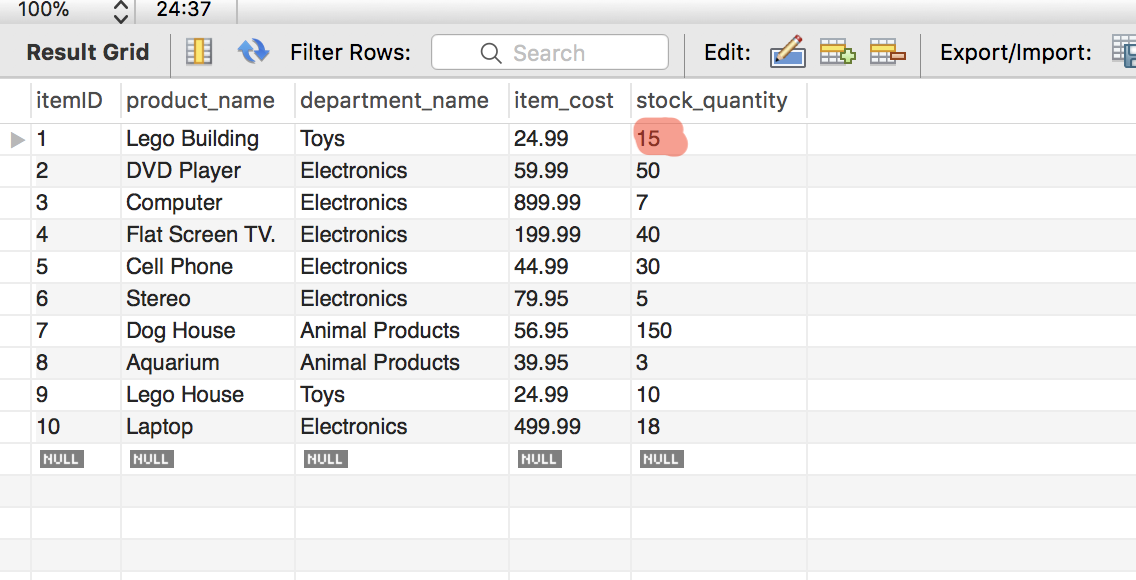 100% 24:37
Result Grid Filter Rows: Search Edit: Export/Import:
itemID product_name department_name item_cost stock_quantity
1 Lego Building Toys 24.99 15
2 DVD Player Electronics 59.99 50
3 Computer Electronics 899.99 7
4 Flat Screen TV. Electronics 199.99 40
5 Cell Phone Electronics 44.99 30
6 Stereo Electronics 79.95 5
7 Dog House Animal Products 56.95 150
8 Aquarium Animal Products 39.95 3
9 Lego House Toys 24.99 10
10 Laptop Electronics 499.99 18
NULL NULL NULL NULL NULL